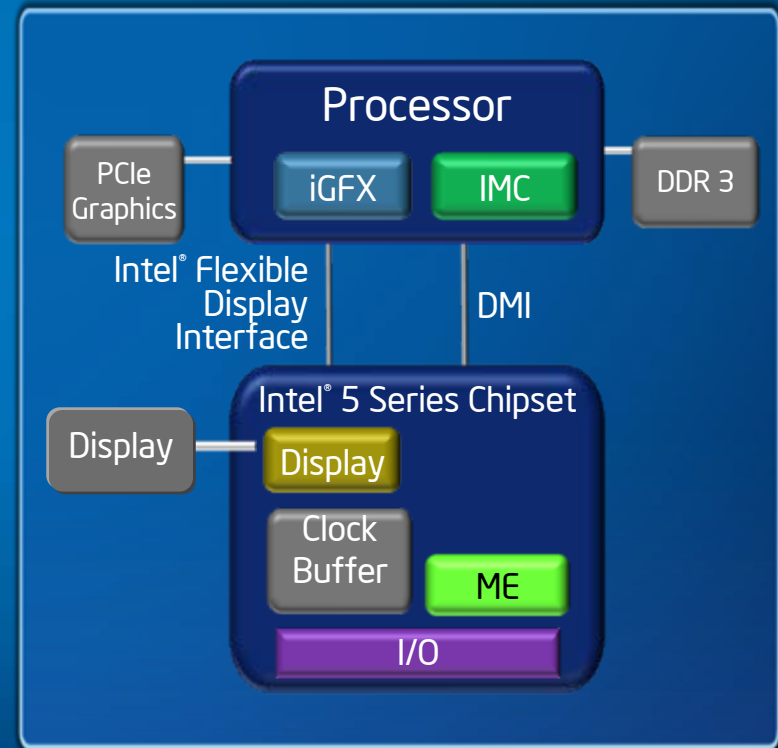 Processor
PCIe
Graphics
iGFX
IMC
DDR 3
Intel® Flexible
Display
Interface
DMI
Intel® 5 Series Chipset
Display
Display
Clock
Buffer
ME
I/O